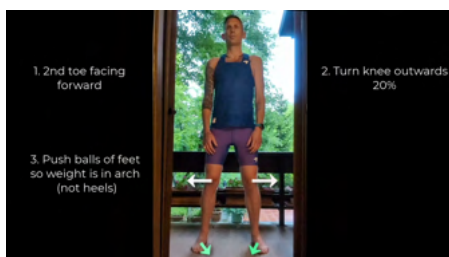 1. 2nd toe facing
forward
2. Turn knee outwards
20%
3. Push balls of feet
so weight is in arch
(not heels)